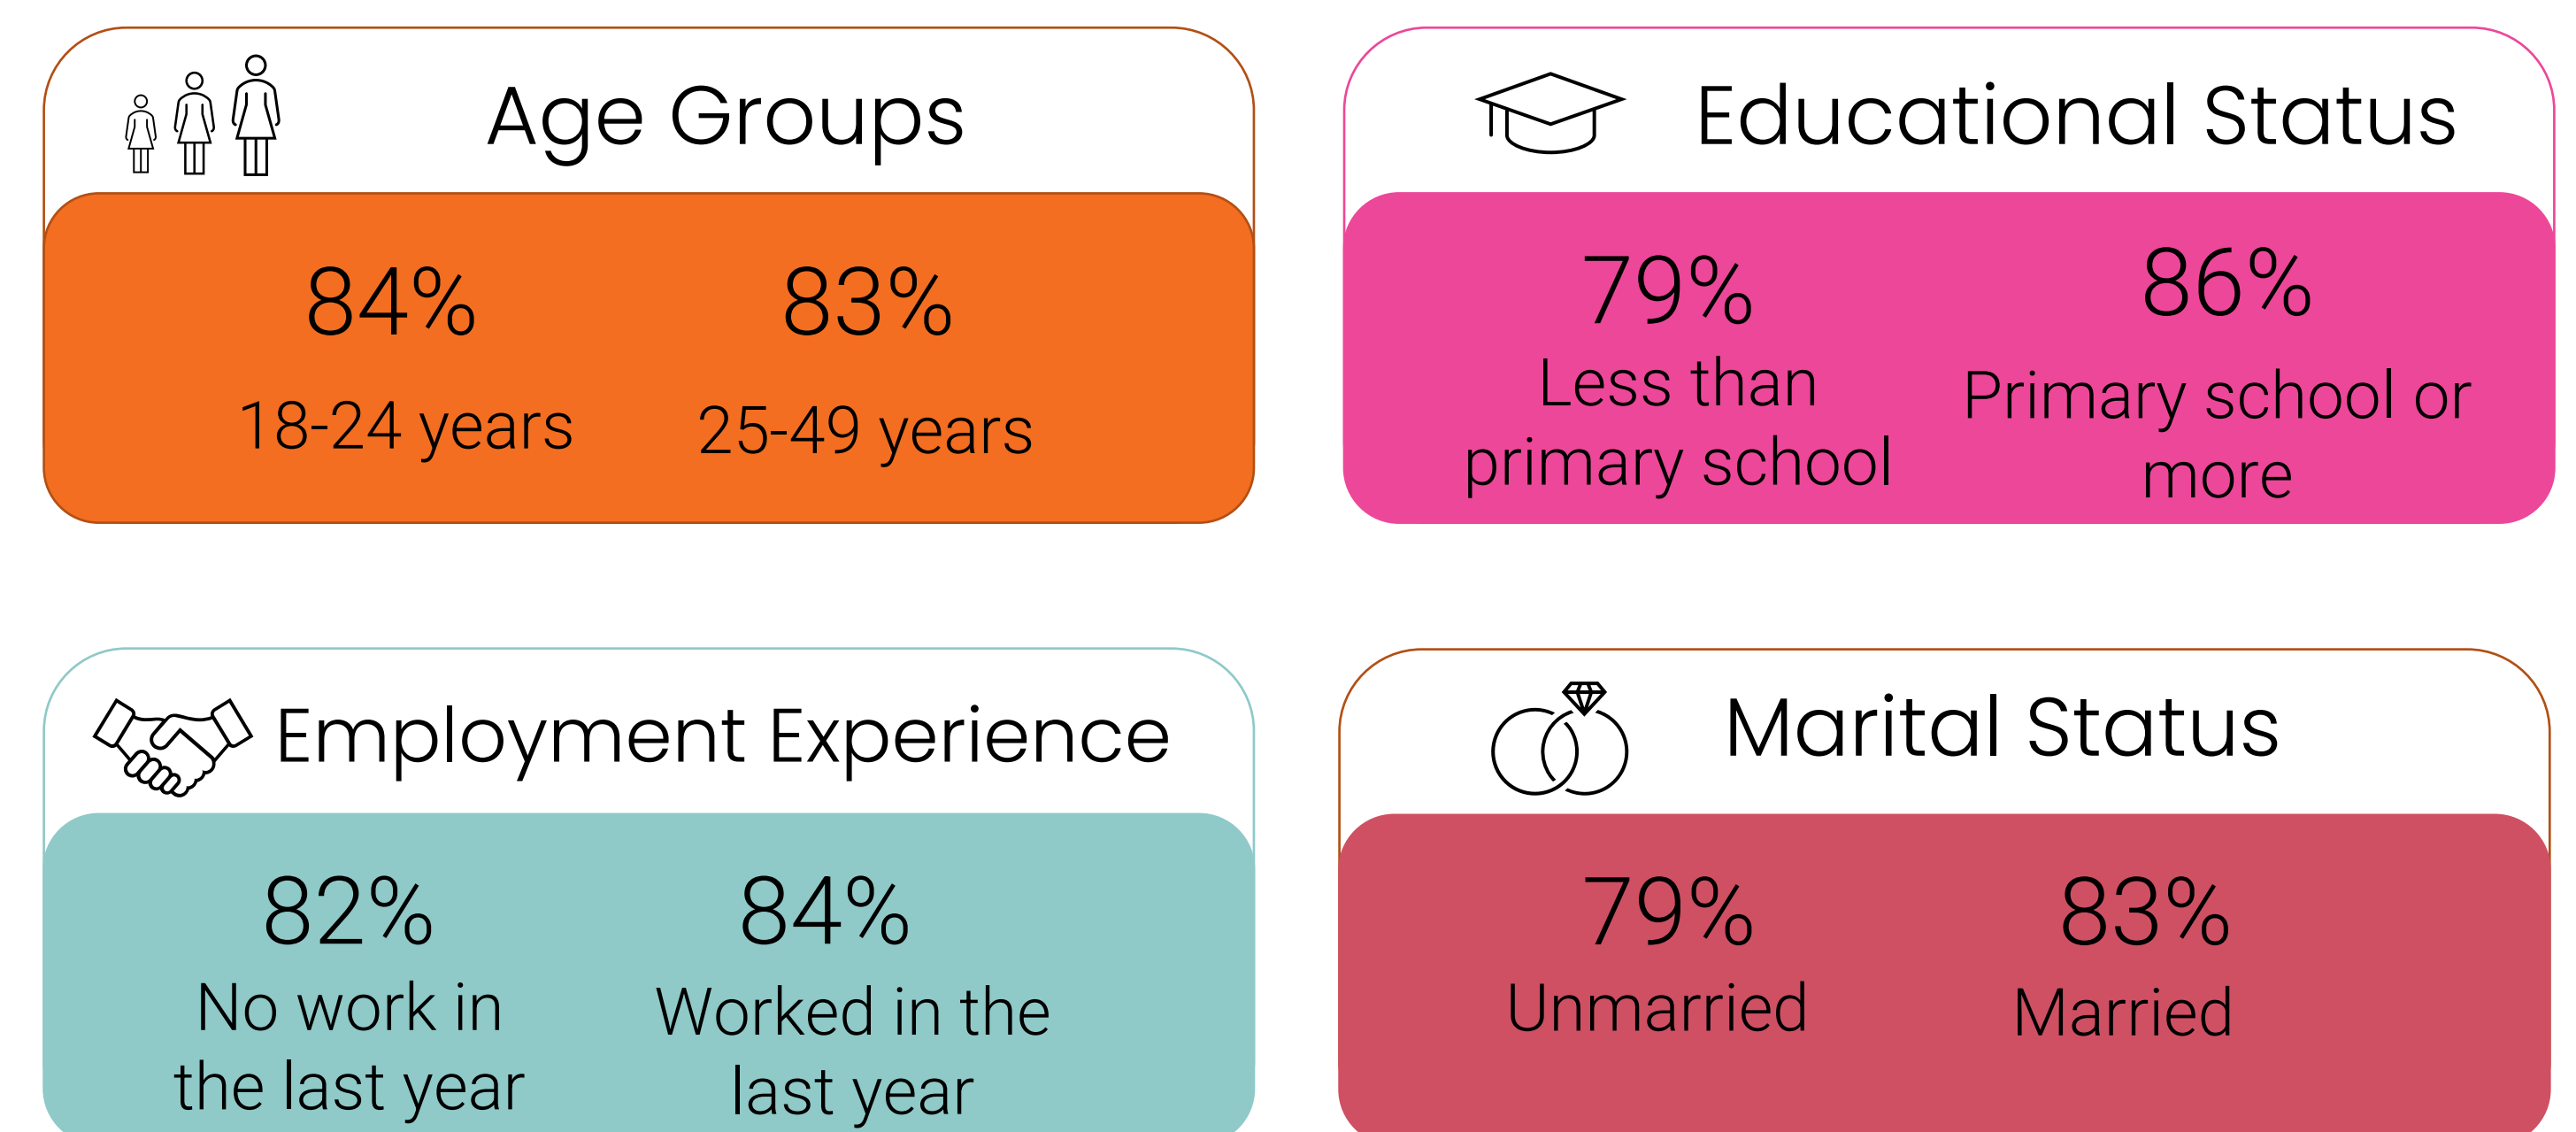 Age Groups
84%
18-24 years
83%
25-49 years
Educational Status
79%
Less than
primary school
86%
Primary school or
more
Employment Experience
82%
No work in
the last year
84%
Worked in the
last year
Marital Status
79%
Unmarried
83%
Married